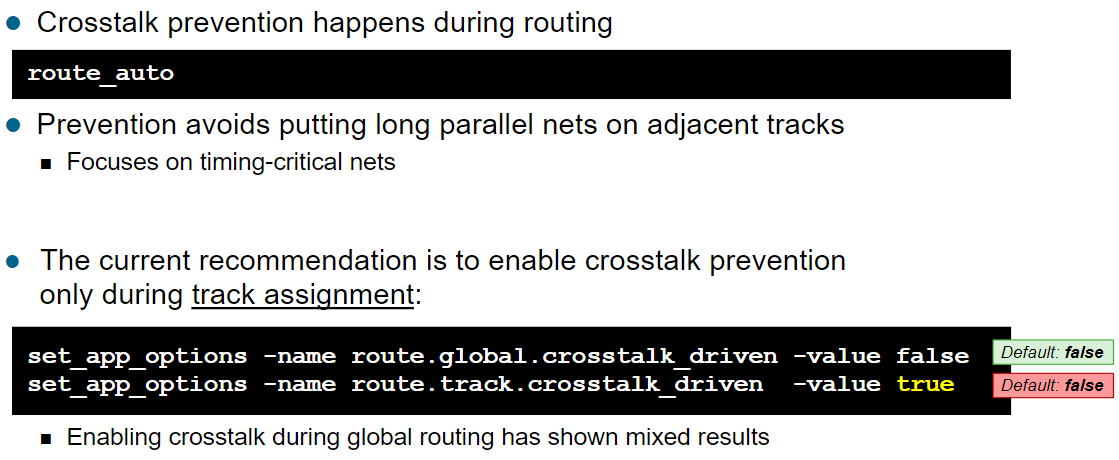 Crosstalk prevention happens during routing
route_auto
Prevention avoids putting long parallel nets on adjacent tracks
Focuses on timing-critical nets
The current recommendation is to enable crosstalk prevention
only during track assignment:
set_app_options -name route.global.crosstalk_driven -value false
Default: false
set_app_options -name route.track.crosstalk_driven -value true
Default: false
Enabling crosstalk during global routing has shown mixed results